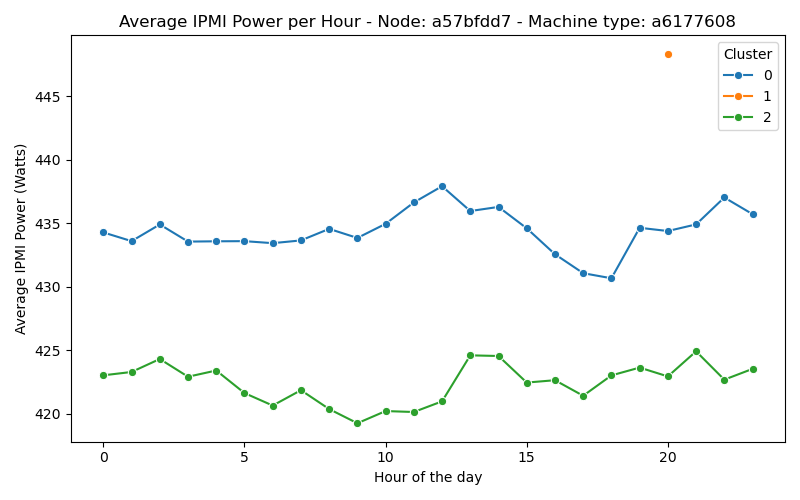 Average IPMI Power per Hour - Node: a57bfdd7 - Machine type: a6177608
Cluster
0
1
2
445
440
435
430
425
420
Average IPMI Power (Watts)
0 5 10 15 20
Hour of the day